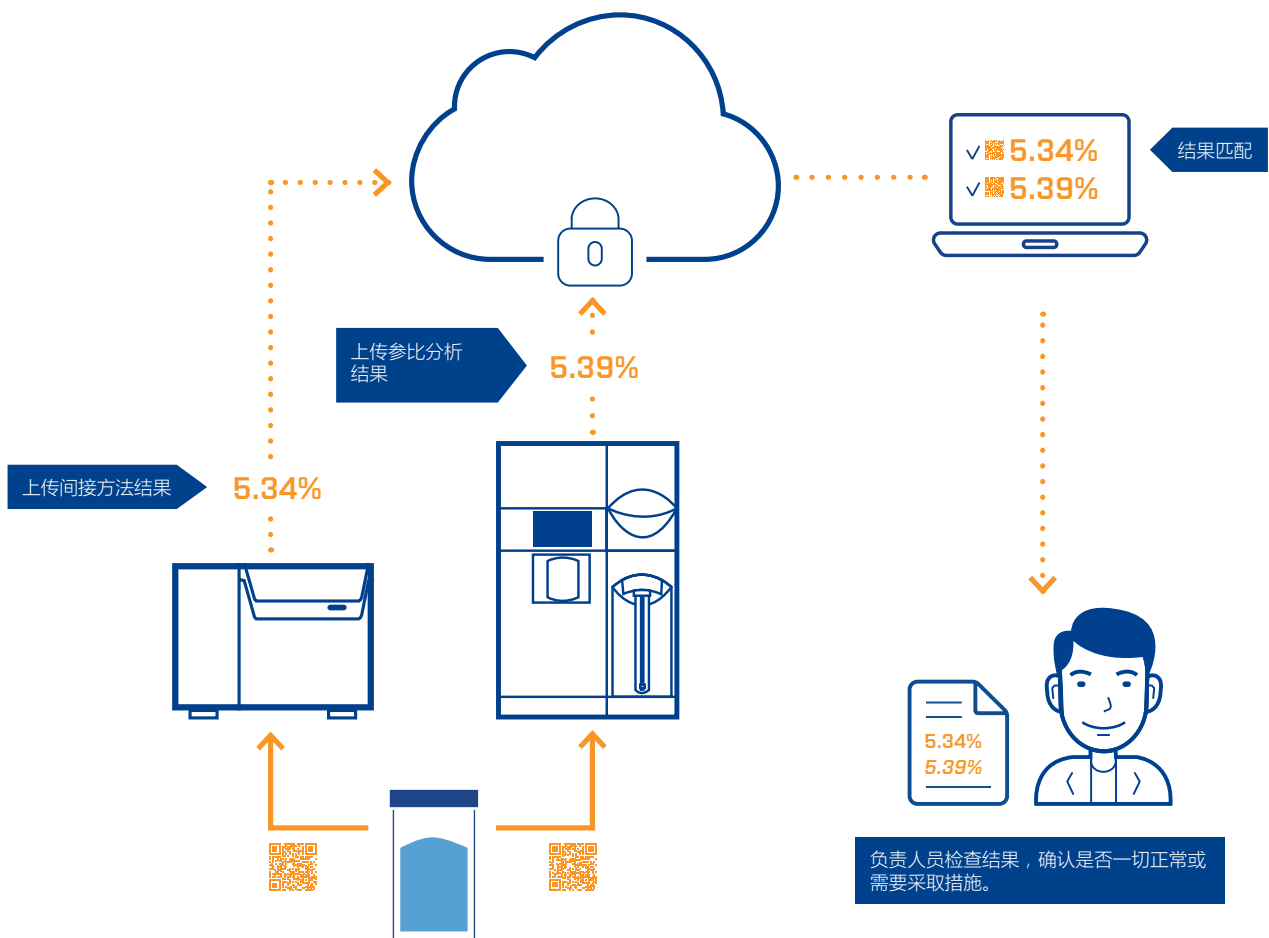 5.34%
5.39%
结果匹配
上传参比分析
结果
5.39%
上传间接方法结果
5.34%
5.34%
5.39%
负责人员检查结果，确认是否一切正常或
需要采取措施。